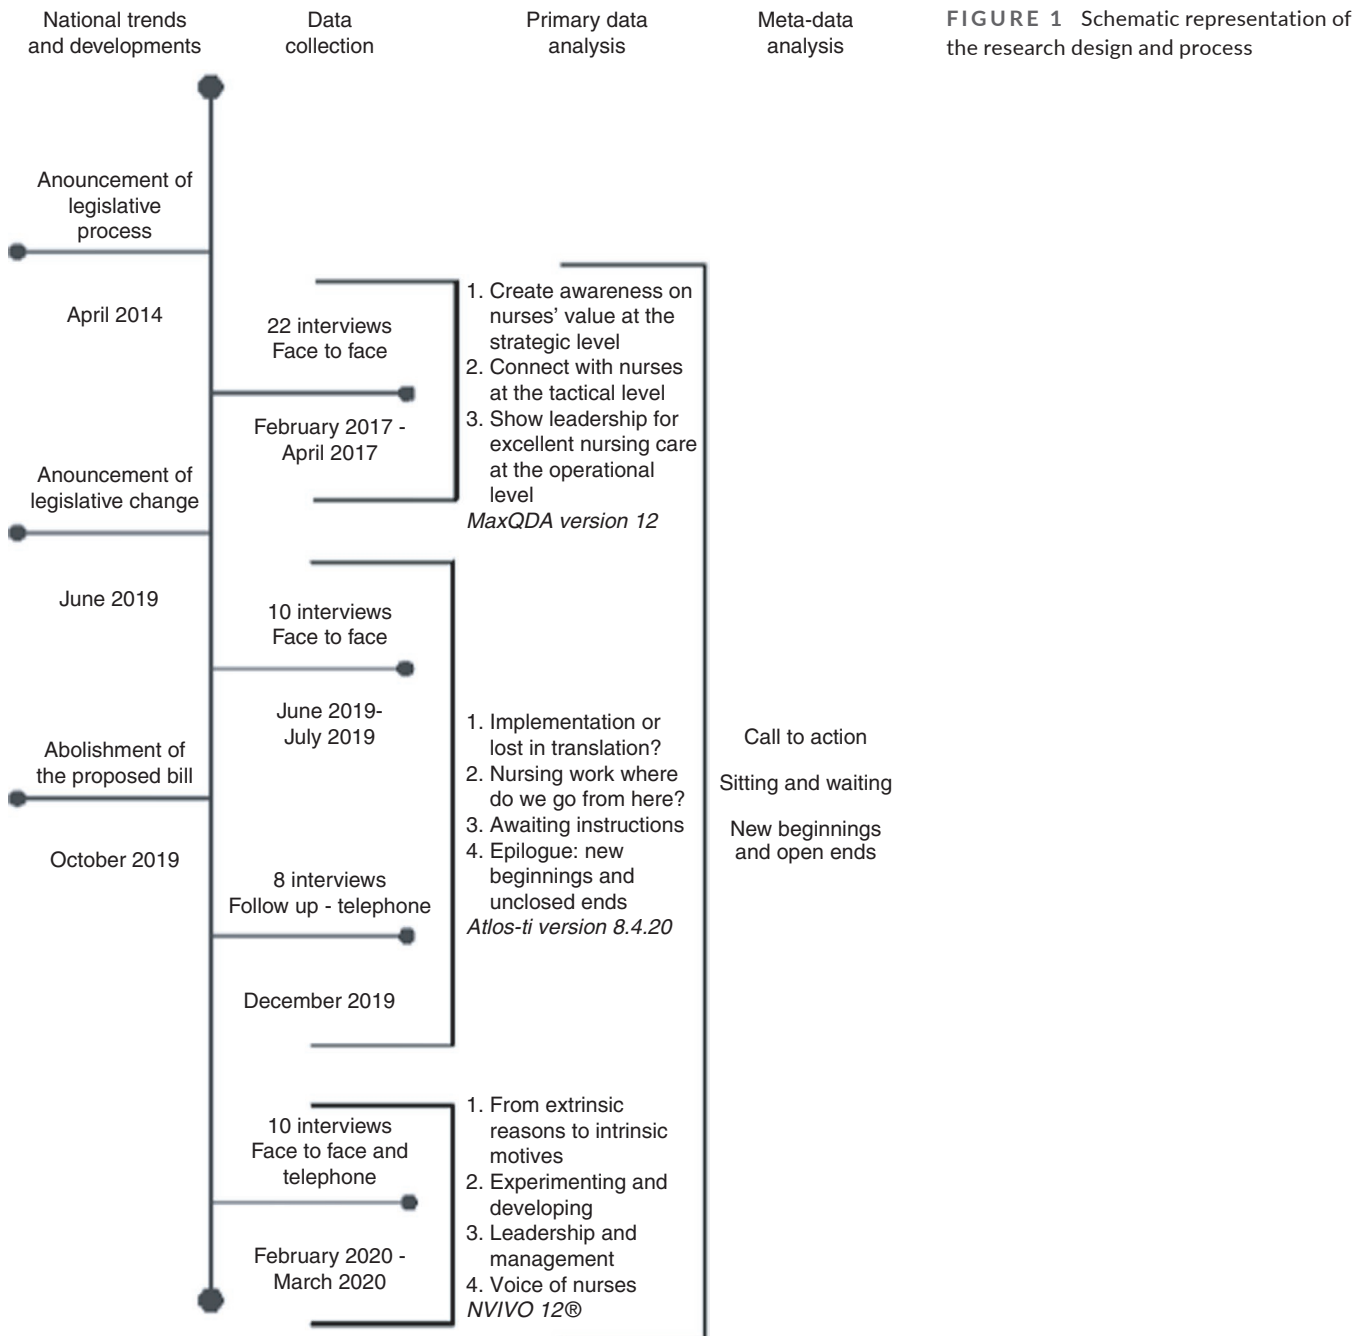 National trends
and developments
Data
collection
Primary data
analysis
Meta-data
analysis
FIGURE 1 Schematic representation of
the research design and process
Anouncement of
legislative
process
April 2014
22 interviews
Face to face
February 2017 -
April 2017
1. Create awareness on
nurses' value at the
strategic level
2. Connect with nurses
at the tactical level
3. Show leadership for
excellent nursing care
at the operational
level
MaxQDA version 12
Anouncement of
legislative change
June 2019
10 interviews
Face to face
June 2019-
July 2019
Abolishment of
the proposed bill
October 2019
8 interviews
Follow up - telephone
December 2019
1. Implementation or
lost in translation?
2. Nursing work where
do we go from here?
3. Awaiting instructions
4. Epilogue: new
beginnings and
unclosed ends
Atlos-ti version 8.4.20
Call to action
Sitting and waiting
New beginnings
and open ends
10 interviews
Face to face and
telephone
February 2020 -
March 2020
1. From extrinsic
reasons to intrinsic
motives
2. Experimenting and
developing
3. Leadership and
management
4. Voice of nurses
NVIVO 12®